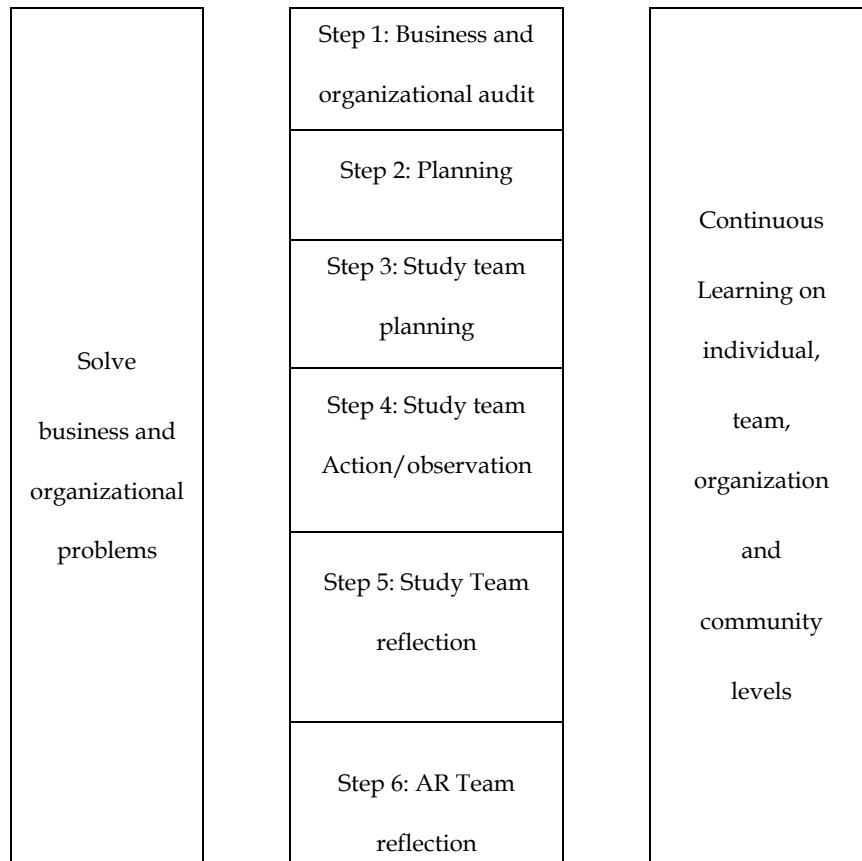 Solve
business and
organizational
problems
Step 1: Business and
organizational audit
Step 2: Planning
Step 3: Study team
planning
Step 4: Study team
Action/observation
Step 5: Study Team
reflection
Step 6: AR Team
reflection
Continuous
Learning on
individual,
team,
organization
and
community
levels